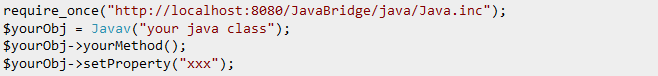 require_once("http://localhost:8080/JavaBridge/java/Java.inc");
$yourObj = Javav("your java class");
$yourObj->yourMethod();
$yourObj->setProperty("xxx");